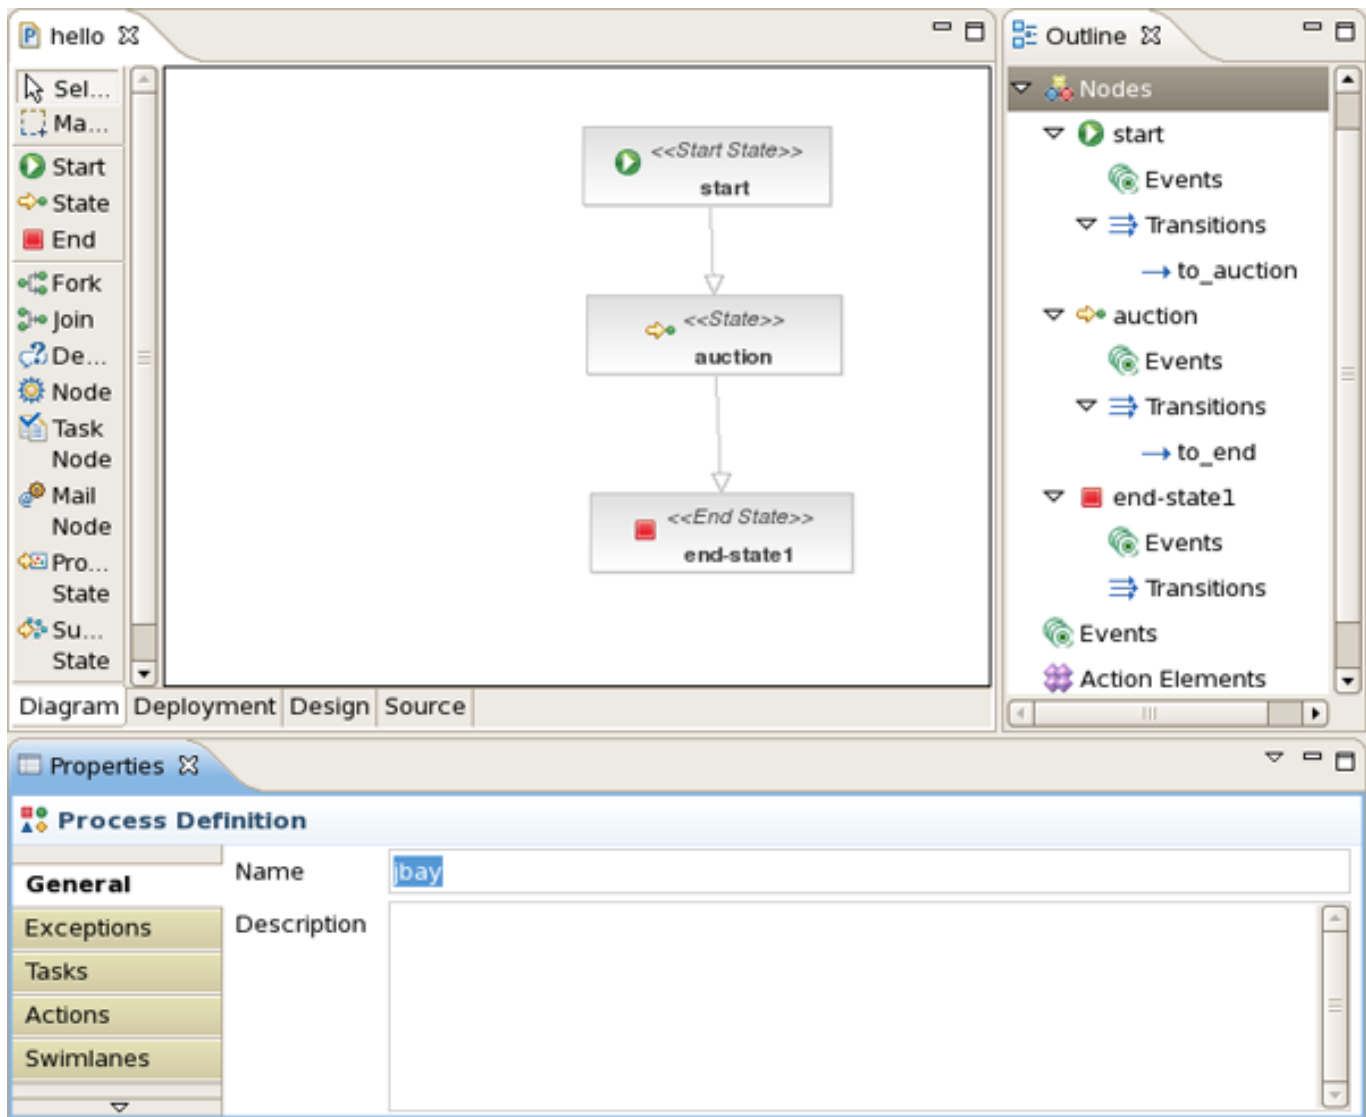 hello
Sel...
Ma...
Start
State
End
Fork
Join
De...
Node
Task
Node
Mail
Node
Pro...
State
Su...
State
<<Start State>>
start
<<State>>
auction
<<End State>>
end-state1
Diagram Deployment Design Source
Outline
Nodes
start
Events
Transitions
to_auction
auction
Events
Transitions
to_end
end-state1
Events
Transitions
Events
Action Elements
Properties
Process Definition
General
Exceptions
Tasks
Actions
Swimlanes
Name jbay
Description